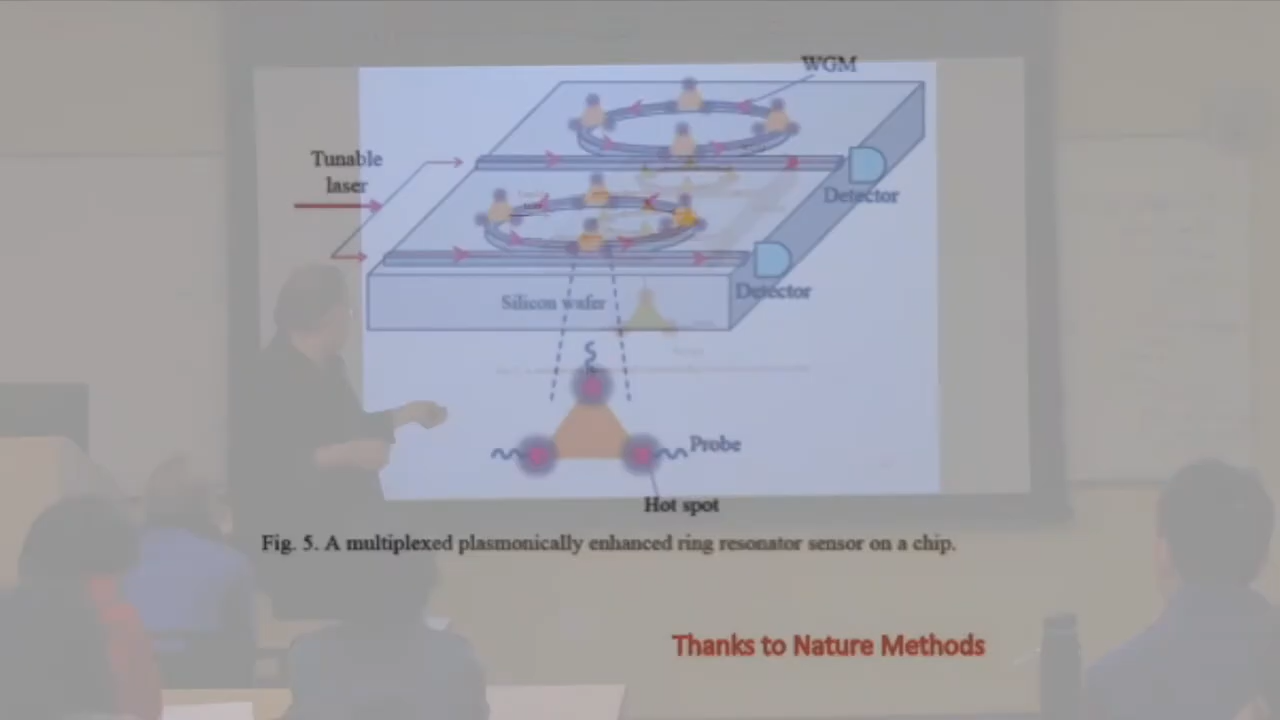 WGM
Tunable
laser
Detector
Detector
Silicon wafer
Probe
Hot spot
Fig. 5. A multiplexed plasmonically enhanced ring resonator sensor on a chip.
Thanks to Nature Methods